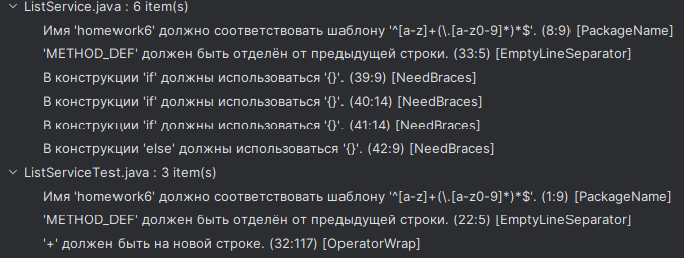 ListService.java : 6 item(s)
Имя 'homework6' должно соответствовать шаблону '^[a-z]+(\.[a-z0-9]*)*$'. (8:9) [PackageName]
'METHOD_DEF' должен быть отделён от предыдущей строки. (33:5) [EmptyLineSeparator]
В конструкции 'if' должны использоваться '{}'. (39:9) [NeedBraces]
В конструкции 'if' должны использоваться '{}'. (40:14) [NeedBraces]
В конструкции 'if' должны использоваться '{}'. (41:14) [NeedBraces]
В конструкции 'else' должны использоваться '{}'. (42:9) [NeedBraces]
ListServiceTest.java : 3 item(s)
Имя 'homework6' должно соответствовать шаблону '^[a-z]+(\.[a-z0-9]*)*$'. (1:9) [PackageName]
'METHOD_DEF' должен быть отделён от предыдущей строки. (22:5) [EmptyLineSeparator]
'+' должен быть на новой строке. (32:117) [OperatorWrap]